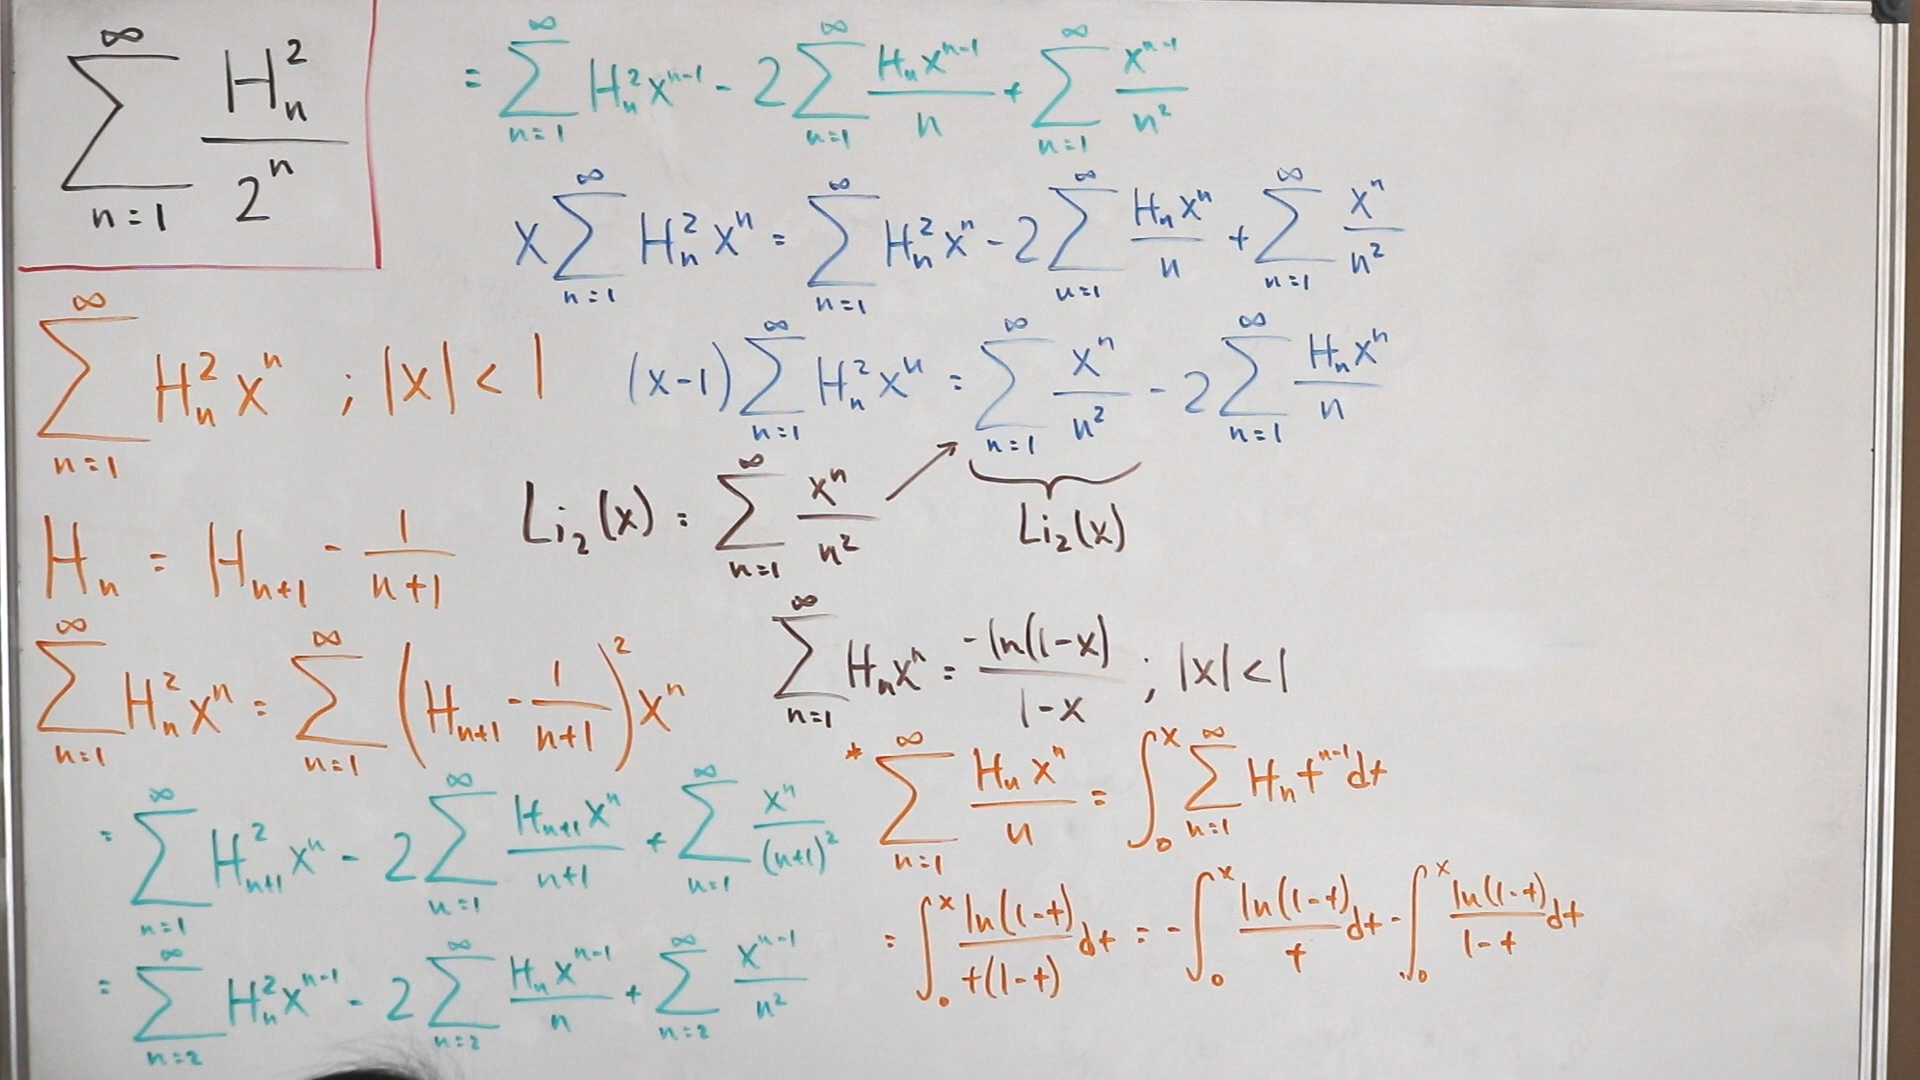 ∑_{n=1}^{∞} H_n^2 / 2^n
∑_{n=1}^{∞} H_n^2 x^n ; |x| < 1
H_n = H_{n+1} - 1/(n+1)
∑_{n=1}^{∞} H_n^2 x^n = ∑_{n=1}^{∞} (H_{n+1} - 1/(n+1))^2 x^n
= ∑_{n=1}^{∞} H_{n+1}^2 x^n - 2 ∑_{n=1}^{∞} H_{n+1} x^n / (n+1) + ∑_{n=1}^{∞} x^n / (n+1)^2
= ∑_{n=2}^{∞} H_n^2 x^{n-1} - 2 ∑_{n=2}^{∞} H_n x^{n-1} / n + ∑_{n=2}^{∞} x^{n-1} / n^2
= ∑_{n=1}^{∞} H_n^2 x^{n-1} - 2 ∑_{n=1}^{∞} H_n x^{n-1} / n + ∑_{n=1}^{∞} x^{n-1} / n^2
x ∑_{n=1}^{∞} H_n^2 x^n = ∑_{n=1}^{∞} H_n^2 x^n - 2 ∑_{n=1}^{∞} H_n x^n / n + ∑_{n=1}^{∞} x^n / n^2
(x-1) ∑_{n=1}^{∞} H_n^2 x^n = ∑_{n=1}^{∞} x^n / n^2 - 2 ∑_{n=1}^{∞} H_n x^n / n
Li_2(x) = ∑_{n=1}^{∞} x^n / n^2 → Li_2(x)
∑_{n=1}^{∞} H_n x^n = -ln(1-x) / (1-x) ; |x| < 1
* ∑_{n=1}^{∞} H_n x^n / n = ∫_0^x ∑_{n=1}^{∞} H_n t^{n-1} dt
= ∫_0^x ln(1-t) / (t(1-t)) dt = - ∫_0^x ln(1-t) / t dt - ∫_0^x ln(1-t) / (1-t) dt